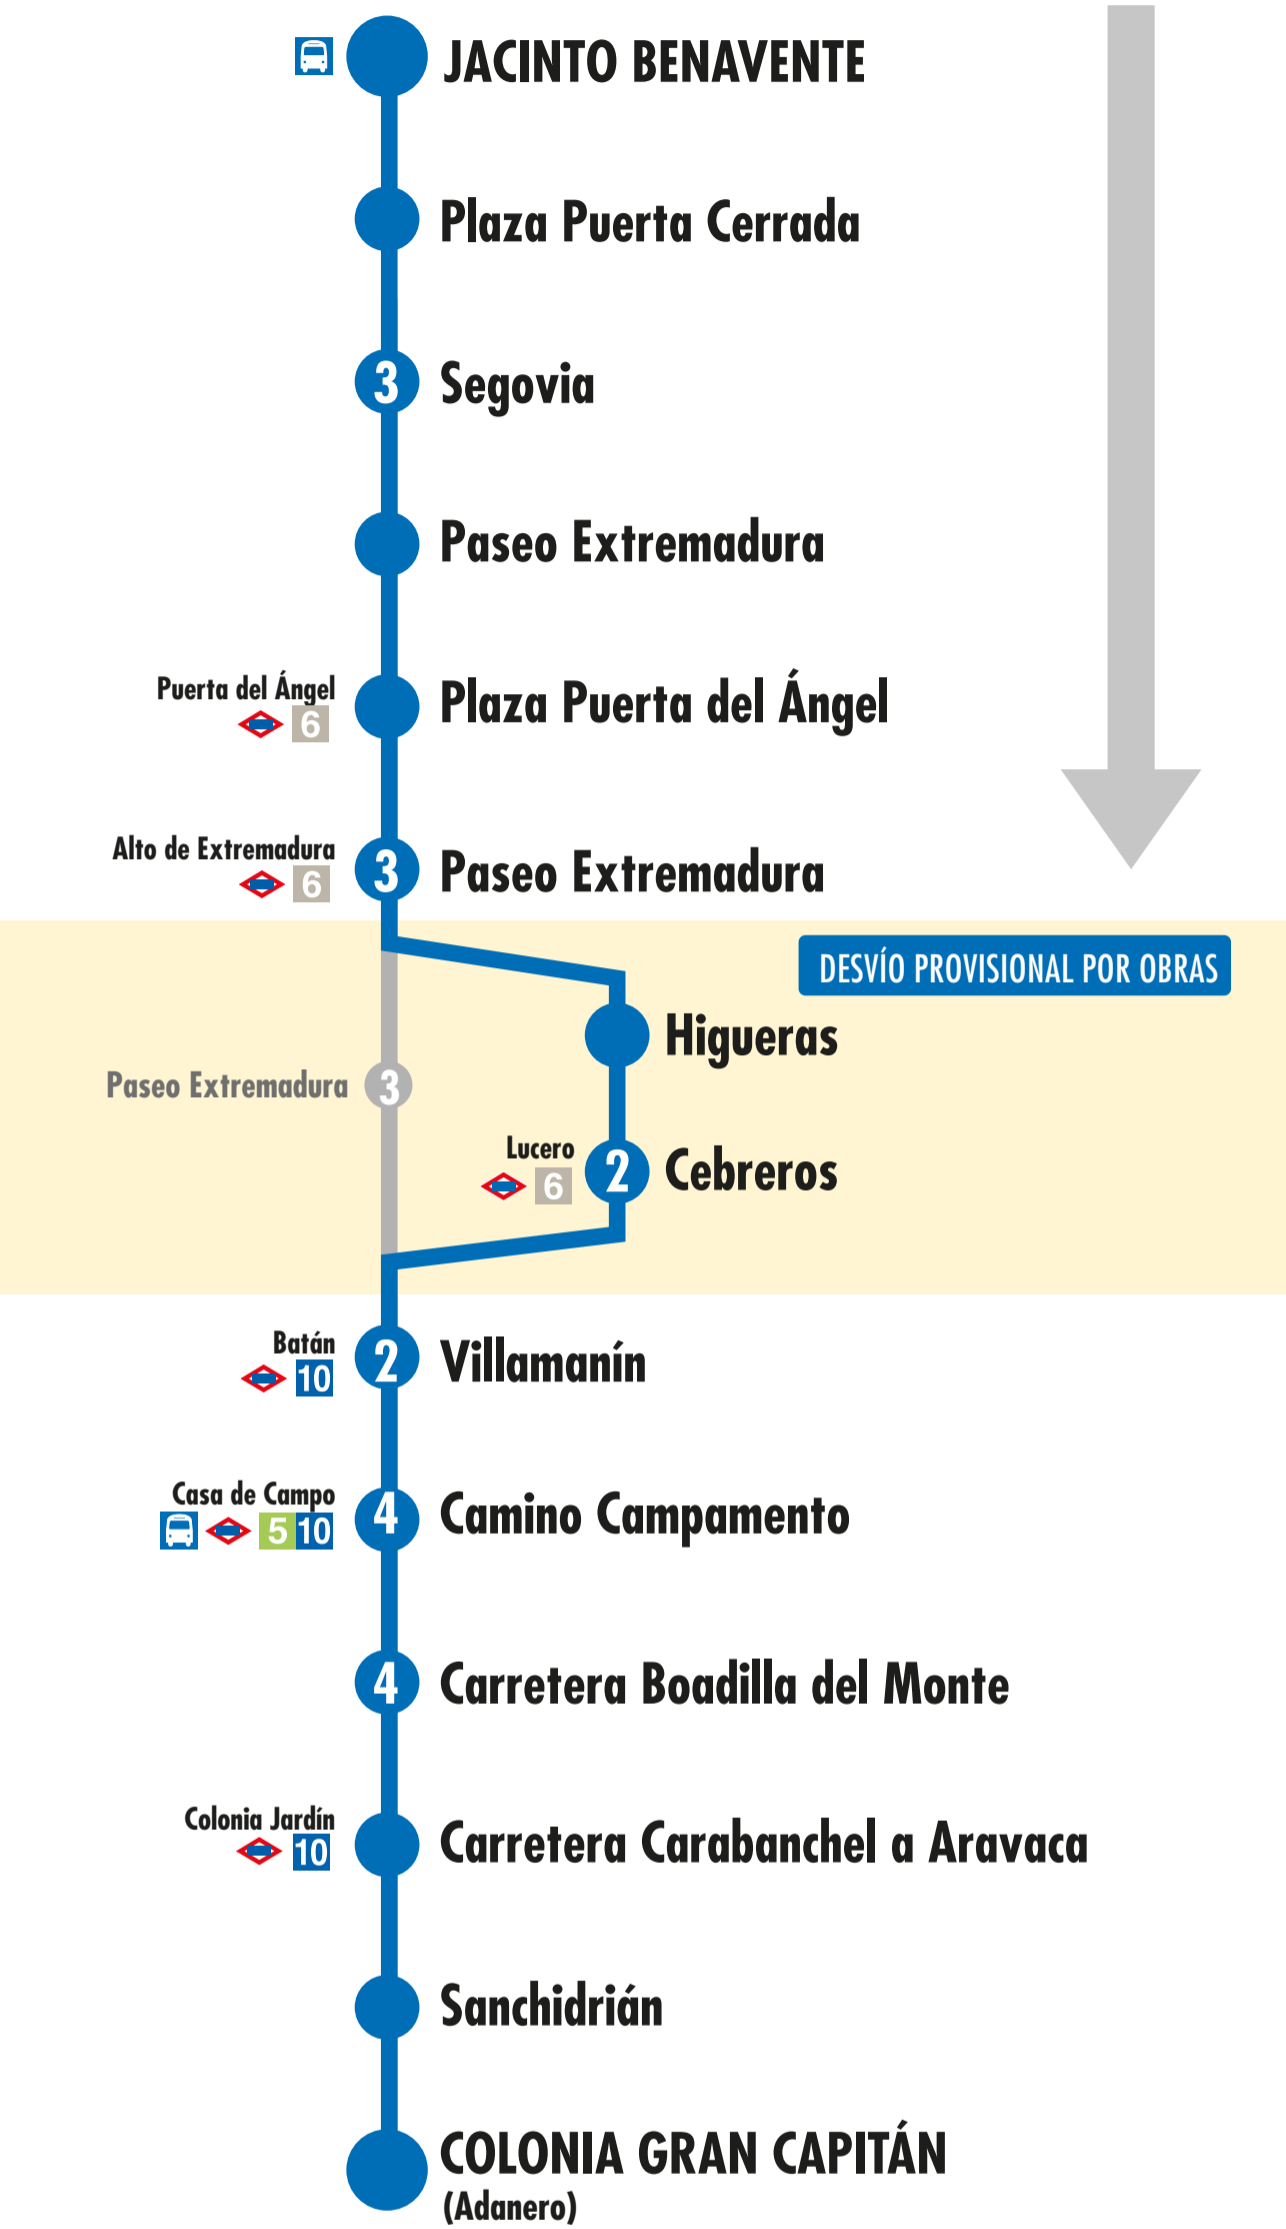 JACINTO BENAVENTE
Plaza Puerta Cerrada
3 Segovia
Paseo Extremadura
Puerta del Ángel
6
Plaza Puerta del Ángel
Alto de Extremadura
6
3 Paseo Extremadura
DESVÍO PROVISIONAL POR OBRAS
Higueras
Paseo Extremadura 3
Lucero
6
2 Cebreros
Batán
10
2 Villamanín
Casa de Campo
5 10
4 Camino Campamento
4 Carretera Boadilla del Monte
Colonia Jardín
10
Carretera Carabanchel a Aravaca
Sanchidrián
COLONIA GRAN CAPITÁN
(Adanero)